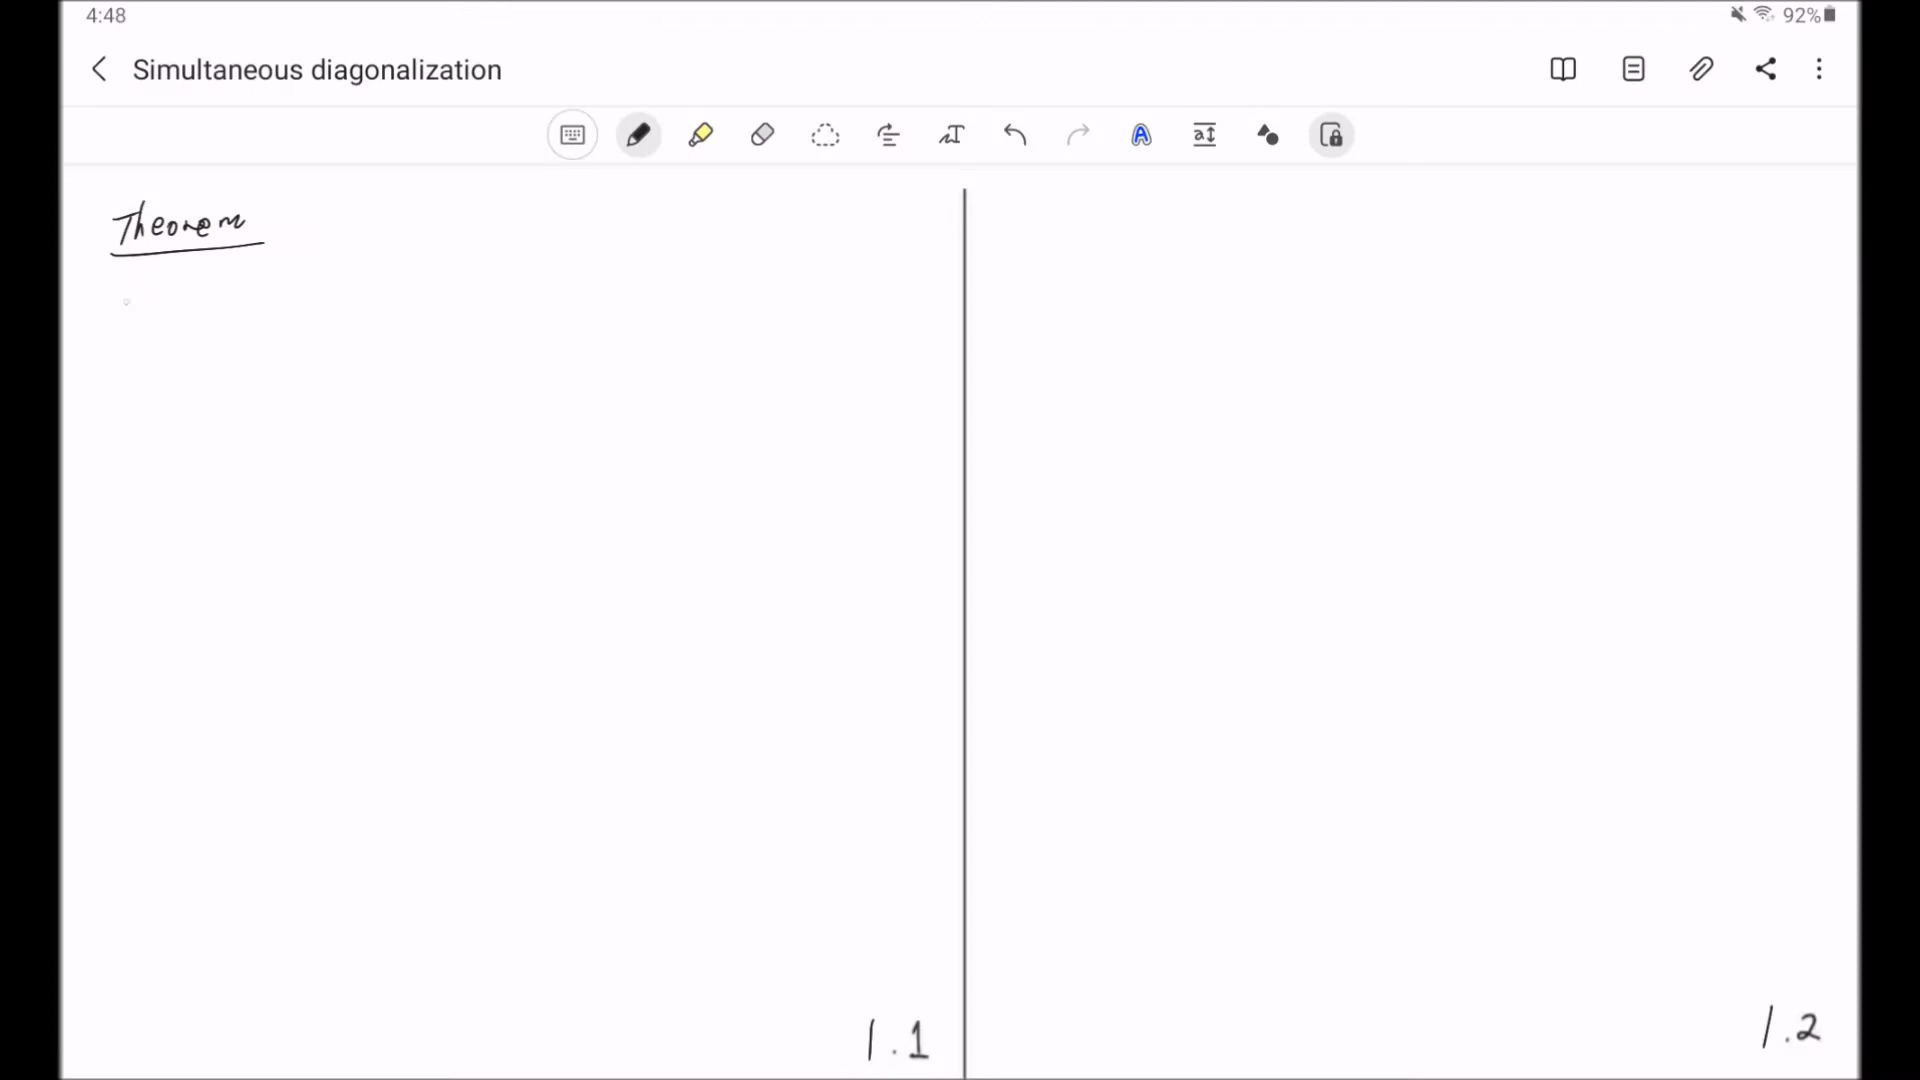 4:48
92%
Simultaneous diagonalization
T
A
a
Theorem
1.1
1.2